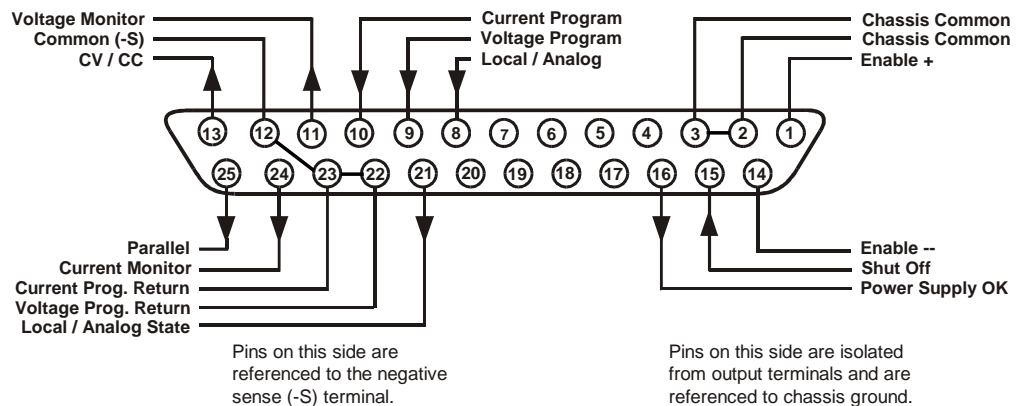 Voltage Monitor
Common (-S)
CV / CC
Current Program
Voltage Program
Local / Analog
Chassis Common
Chassis Common
Enable +
13 12 11 10 9 8 7 6 5 4 3 2 1
25 24 23 22 21 20 19 18 17 16 15 14
Parallel
Current Monitor
Current Prog. Return
Voltage Prog. Return
Local / Analog State
Enable --
Shut Off
Power Supply OK
Pins on this side are
referenced to the negative
sense (-S) terminal.
Pins on this side are isolated
from output terminals and are
referenced to chassis ground.